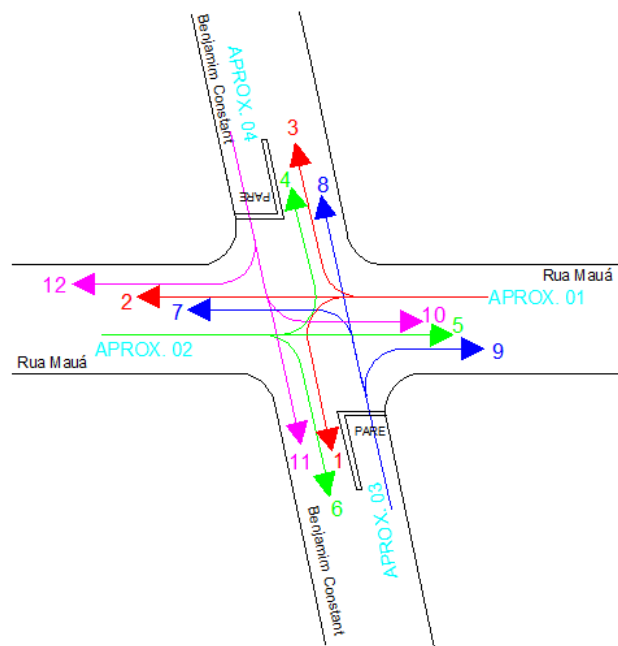 Benjamim Constant
APROX. 04
3
4
8
PARE
Rua Mauá
12
2
7
APROX. 01
10
5
APROX. 02
9
Rua Mauá
PARE
11
1
6
APROX. 03
Benjamim Constant